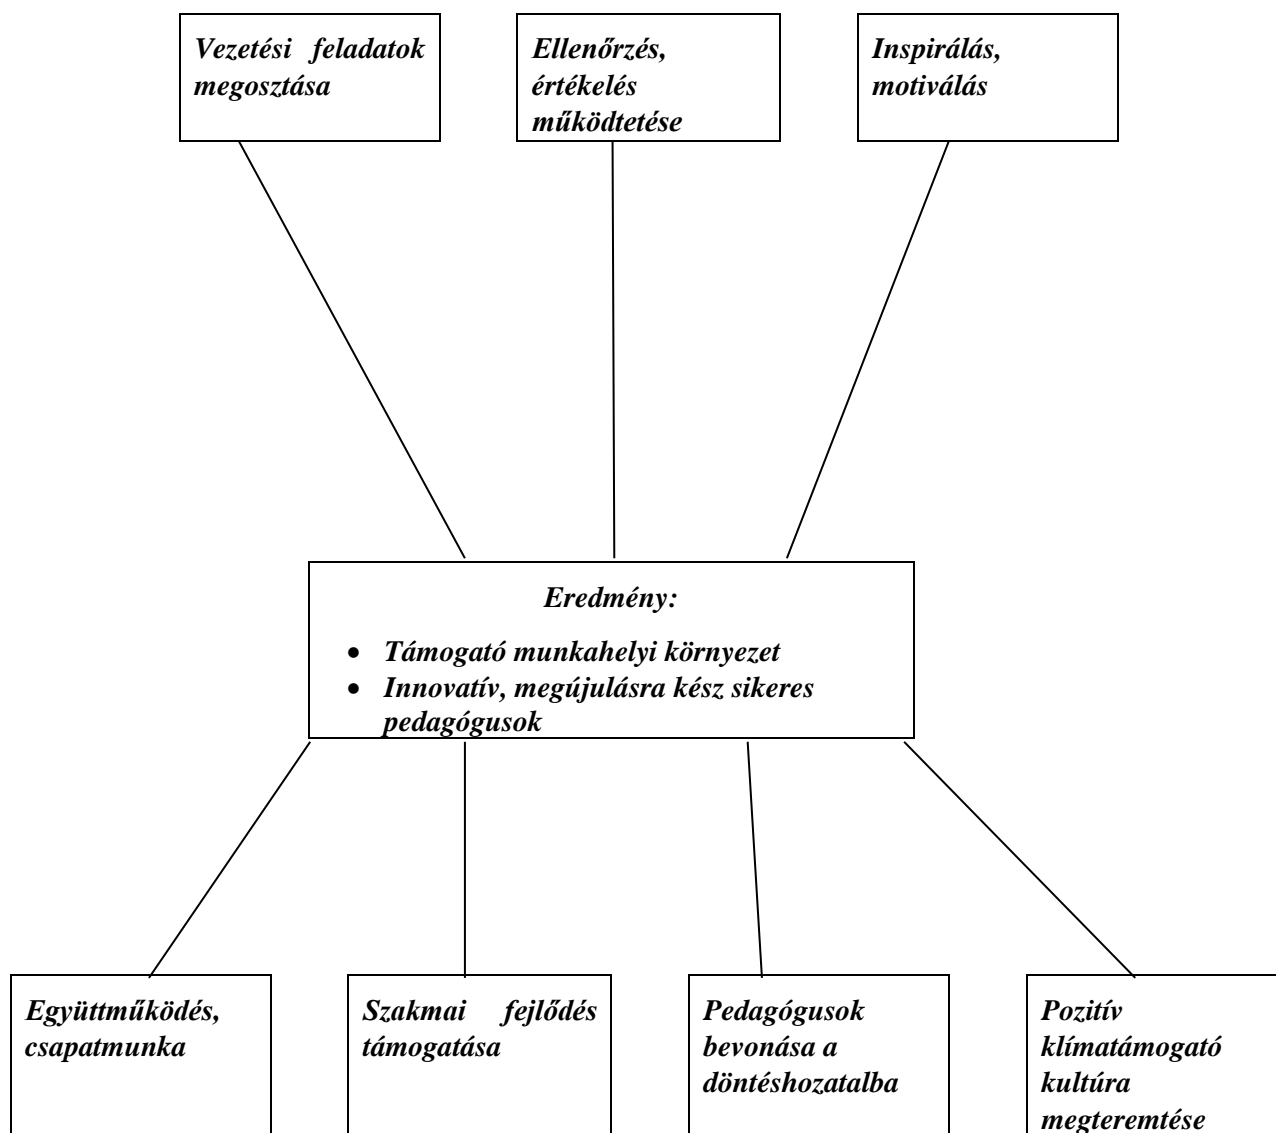 Vezetési feladatok
megosztása
Ellenőrzés,
értékelés
működtetése
Inspirálás,
motiválás
Eredmény:
• Támogató munkahelyi környezet
• Innovatív, megújulásra kész sikeres
pedagógusok
Együttműködés,
csapatmunka
Szakmai fejlődés
támogatása
Pedagógusok
bevonása a
döntéshozatalba
Pozitív
klímatámogató
kultúra
megteremtése